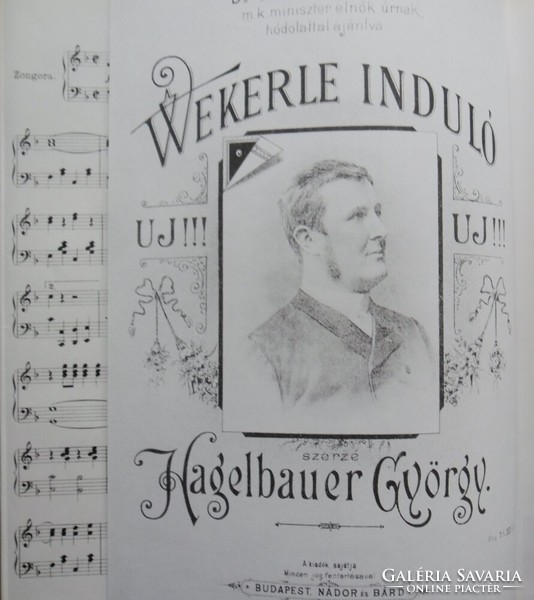 m.k. miniszter elnök úrnak
hódolattal ajánlva
Zongora.
WEKERLE INDULÓ
UJ!!!
UJ!!!
2
szerzé
Hagelbauer György.
A kiadók sajátja
Minden jog fentartásával
BUDAPEST, NÁDOR és BÁRD
GALÉRIA SAVARIA
ONLINE PIACTÉR